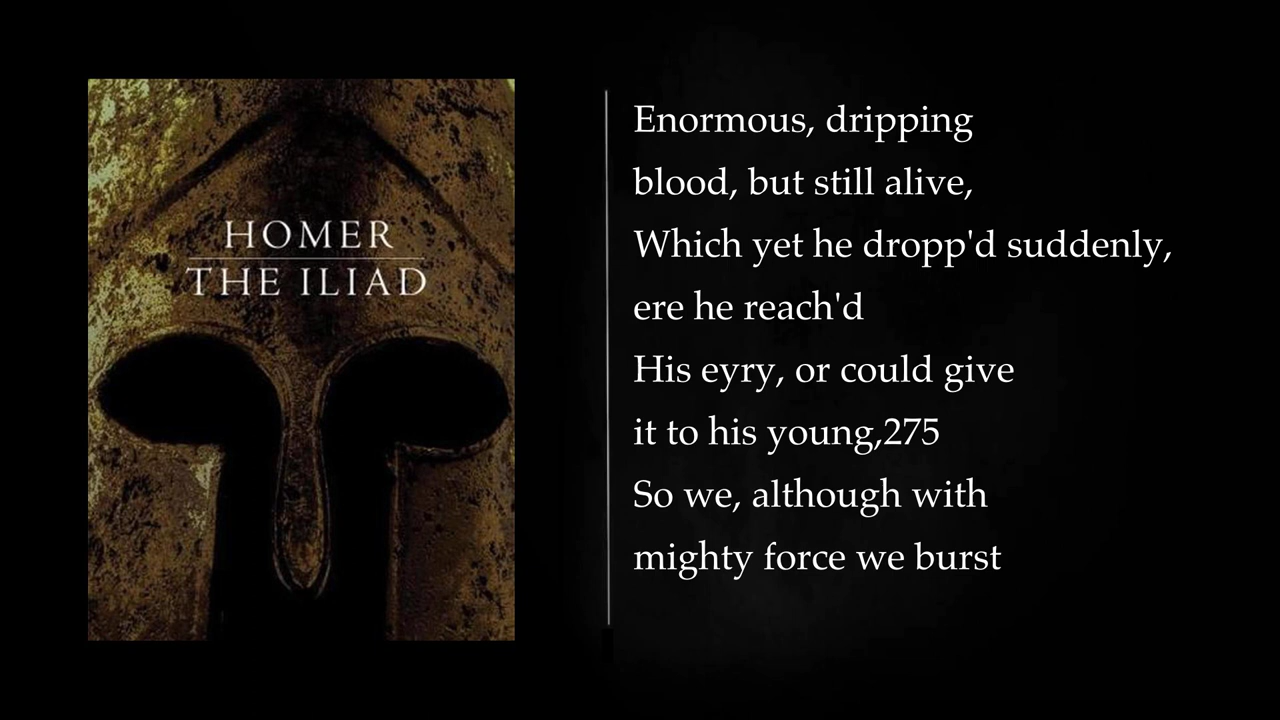 HOMER
THE ILIAD
Enormous, dripping
blood, but still alive,
Which yet he dropp'd suddenly,
ere he reach'd
His eyry, or could give
it to his young,275
So we, although with
mighty force we burst